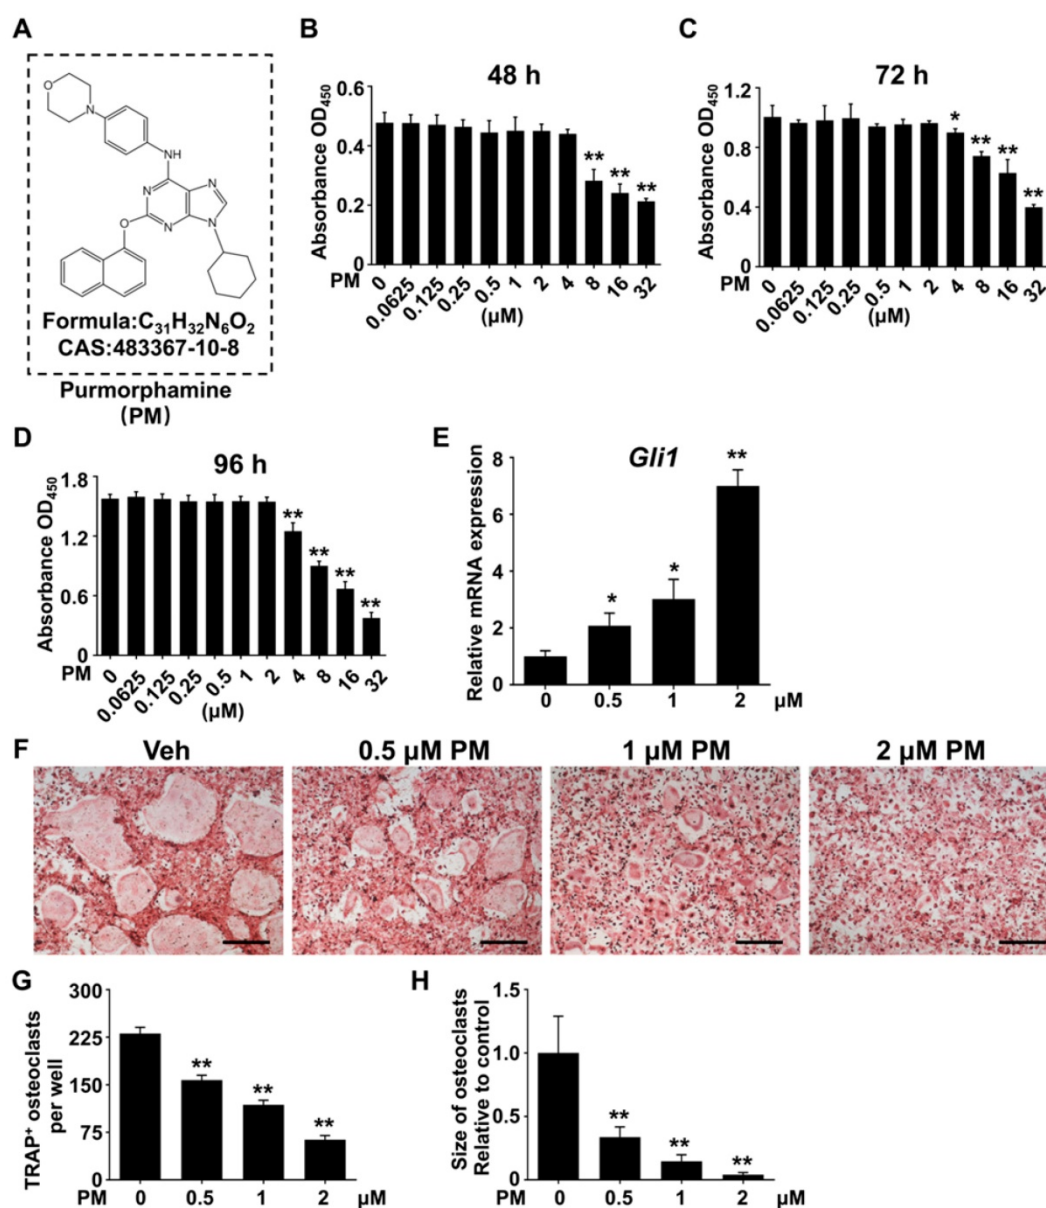 A
O
N
NH
N
N
N
N
O
Formula:C₃₁H₃₂N₆O₂
CAS:483367-10-8
Purmorphamine
(PM)
B
48 h
Absorbance OD₄₅₀
0.6
0.4
0.2
0
** ** **
PM 0 0.0625 0.125 0.25 0.5 1 2 4 8 16 32
(µM)
C
72 h
Absorbance OD₄₅₀
1.2
0.8
0.4
0
* ** ** **
PM 0 0.0625 0.125 0.25 0.5 1 2 4 8 16 32
(µM)
D
96 h
Absorbance OD₄₅₀
1.8
1.2
0.6
0
** ** ** **
PM 0 0.0625 0.125 0.25 0.5 1 2 4 8 16 32
(µM)
E
Gli1
Relative mRNA expression
8
6
4
2
0
* * **
0 0.5 1 2 µM
F
Veh 0.5 µM PM 1 µM PM 2 µM PM
G
TRAP⁺ osteoclasts
per well
300
225
150
75
0
** ** **
PM 0 0.5 1 2 µM
H
Size of osteoclasts
Relative to control
1.5
1.0
0.5
0
** ** **
PM 0 0.5 1 2 µM